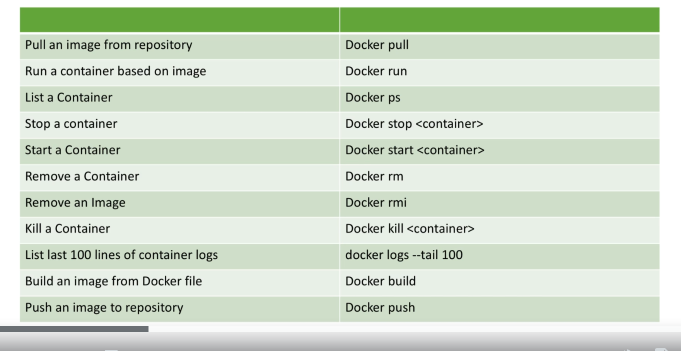 Pull an image from repository Docker pull
Run a container based on image Docker run
List a Container Docker ps
Stop a container Docker stop <container>
Start a Container Docker start <container>
Remove a Container Docker rm
Remove an Image Docker rmi
Kill a Container Docker kill <container>
List last 100 lines of container logs docker logs --tail 100
Build an image from Docker file Docker build
Push an image to repository Docker push